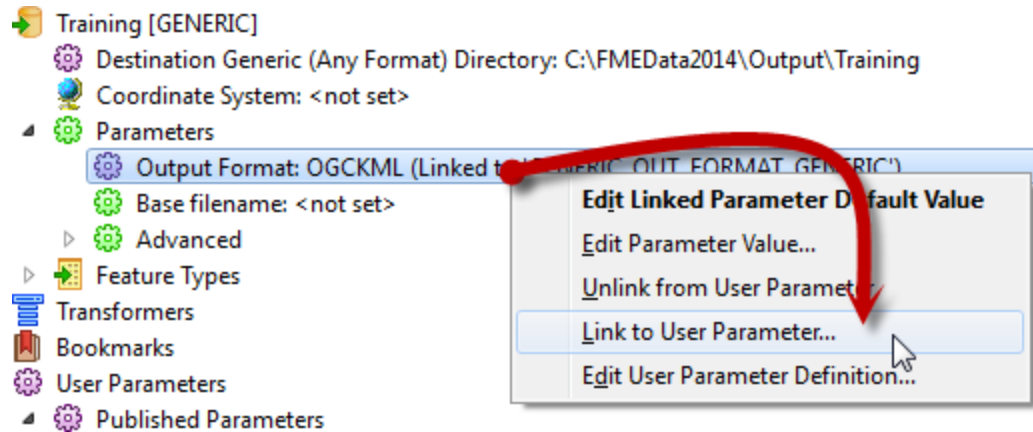 Training [GENERIC]
Destination Generic (Any Format) Directory: C:\FMEData2014\Output\Training
Coordinate System: <not set>
Parameters
Output Format: OGCKML (Linked to 'GENERIC_OUT_FORMAT_GENERIC')
Base filename: <not set>
Advanced
Feature Types
Transformers
Bookmarks
User Parameters
Published Parameters
Edit Linked Parameter Default Value
Edit Parameter Value...
Unlink from User Parameter
Link to User Parameter...
Edit User Parameter Definition...